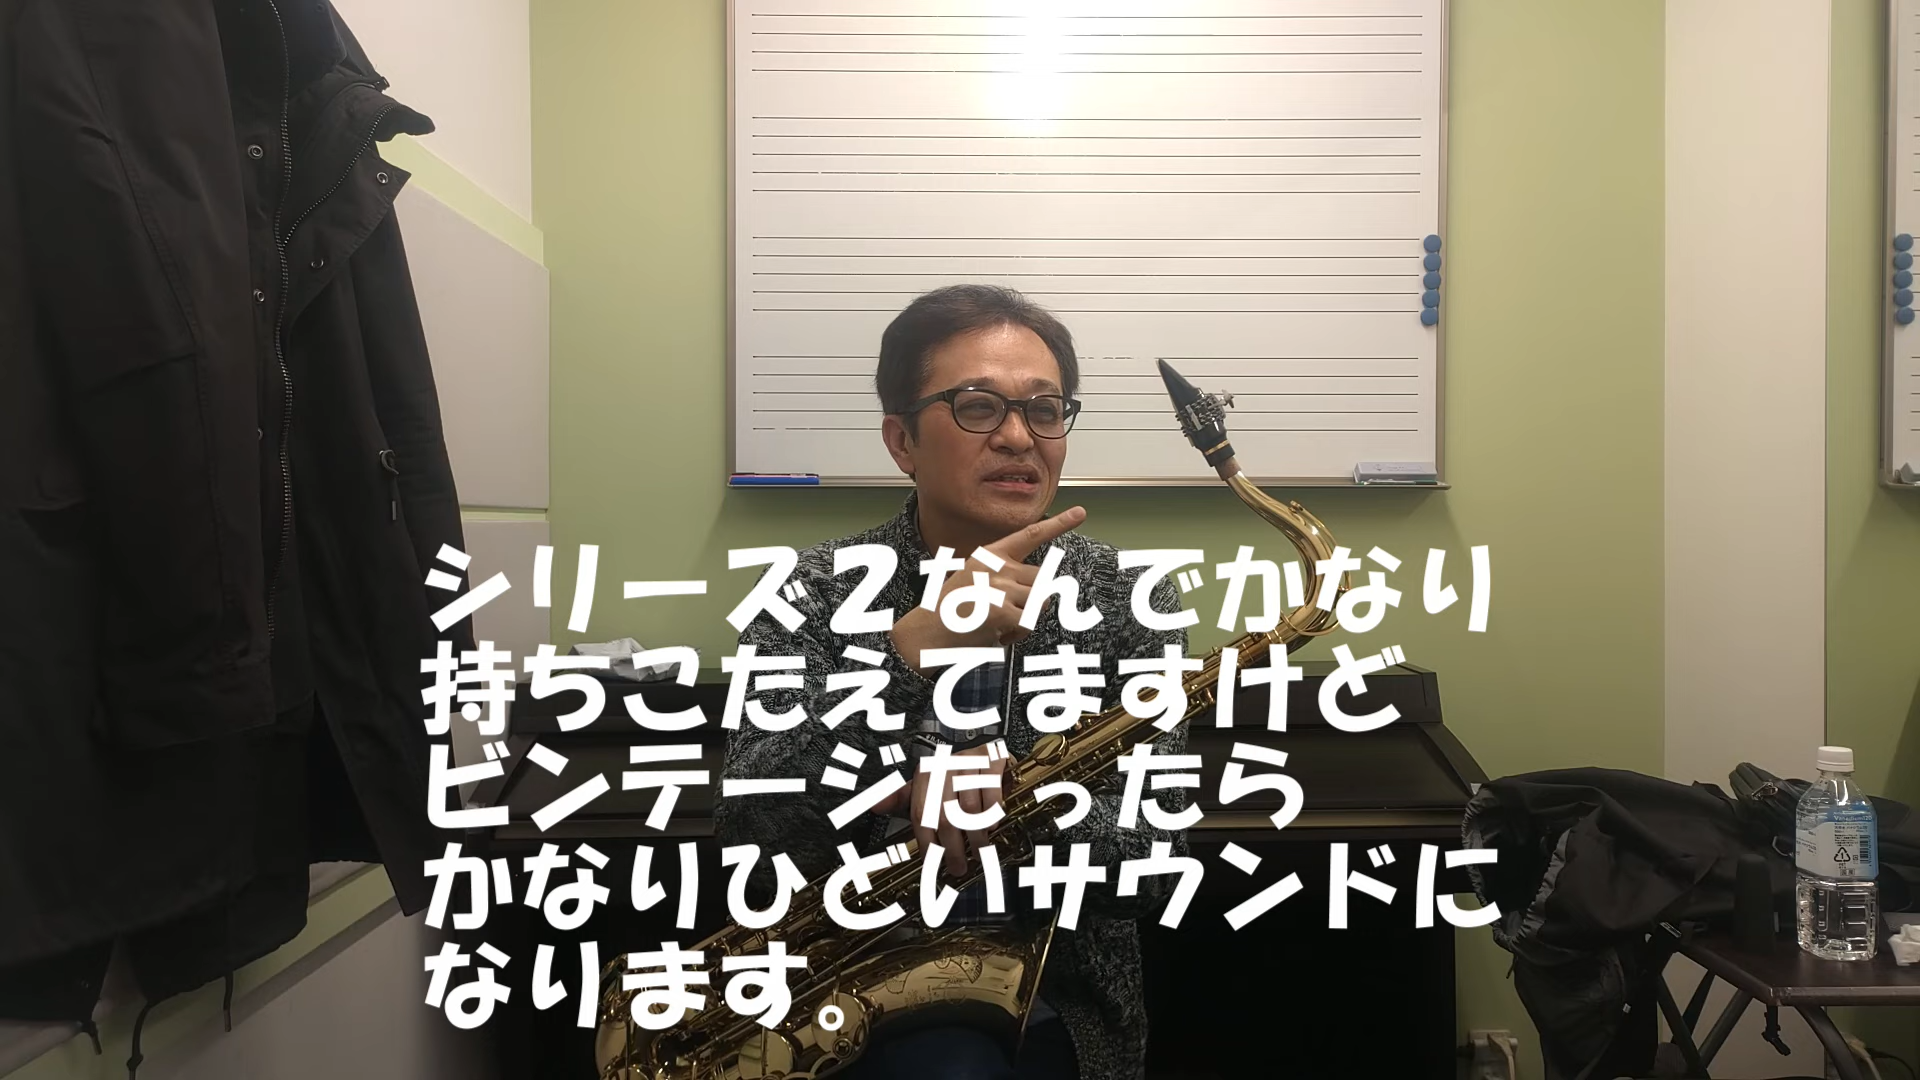 シリーズ２なんでかなり
持ちこたえてますけど
ビンテージだったら
かなりひどいサウンドに
なります。